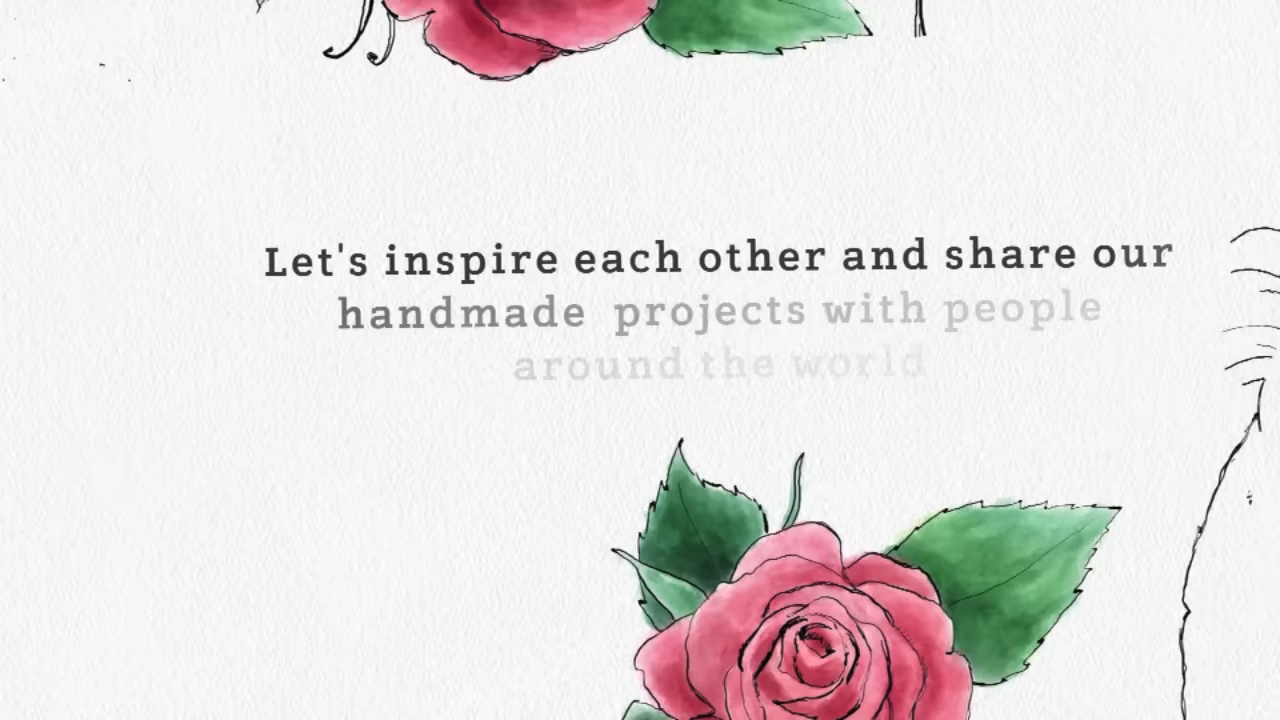 Let's inspire each other and share our
handmade projects with people
around the world